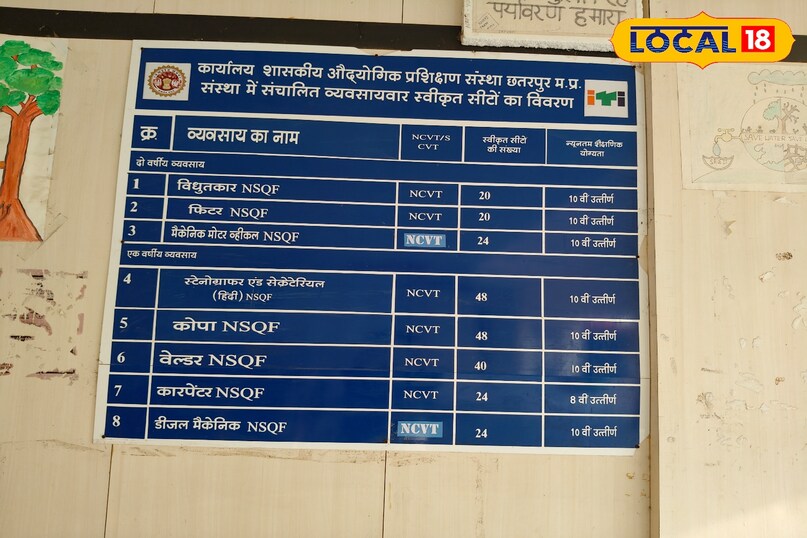 पर्यावरण हमारा
LOCAL 18
कार्यालय शासकीय औद्योगिक प्रशिक्षण संस्था छतरपुर म.प्र.
संस्था में संचालित व्यवसायवार स्वीकृत सीटों का विवरण
iti
क्र व्यवसाय का नाम NCVT/S CVT स्वीकृत सीटों की संख्या न्यूनतम शैक्षणिक योग्यता
दो वर्षीय व्यवसाय
1 विधुतकार NSQF NCVT 20 10 वी उत्तीर्ण
2 फिटर NSQF NCVT 20 10 वी उत्तीर्ण
3 मैकेनिक मोटर व्हीकल NSQF NCVT 24 10 वी उत्तीर्ण
एक वर्षीय व्यवसाय
4 स्टेनोग्राफर एंड सेक्रेटेरियल (हिंदी) NSQF NCVT 48 10 वी उत्तीर्ण
5 कोपा NSQF NCVT 48 10 वी उत्तीर्ण
6 वेल्डर NSQF NCVT 40 10 वी उत्तीर्ण
7 कारपेंटर NSQF NCVT 24 8 वी उत्तीर्ण
8 डीजल मैकेनिक NSQF NCVT 24 10 वी उत्तीर्ण
SAVE WATER